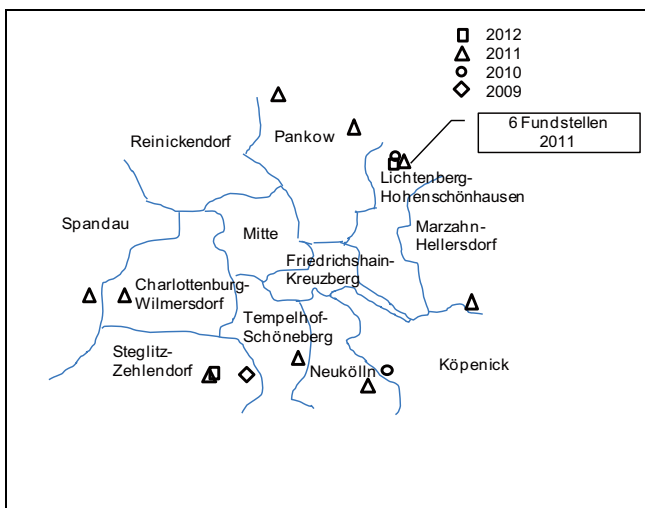 2012
2011
2010
2009
6 Fundstellen
2011
Reinickendorf
Pankow
Lichtenberg-
Hohenschönhausen
Spandau
Mitte
Marzahn-
Hellersdorf
Friedrichshain-
Kreuzberg
Charlottenburg-
Wilmersdorf
Tempelhof-
Schöneberg
Steglitz-
Zehlendorf
Neukölln
Köpenick